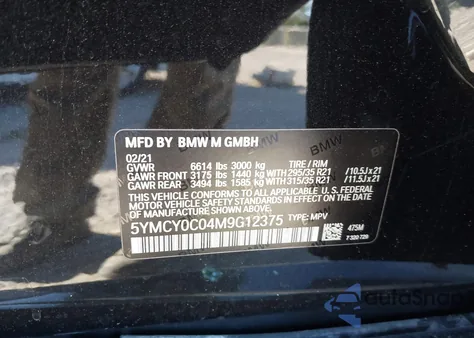 MFD BY BMW M GMBH
02/21
GVWR 6614 lbs 3000 kg TIRE / RIM
GAWR FRONT 3175 lbs 1440 kg WITH 295/35 R21 /10.5J x 21
GAWR REAR 3494 lbs 1585 kg WITH 315/35 R21 /11.5J x 21
THIS VEHICLE CONFORMS TO ALL APPLICABLE U.S. FEDERAL
MOTOR VEHICLE SAFETY STANDARDS IN EFFECT ON THE
DATE OF MANUFACTURE SHOWN ABOVE.
5YMCY0C04M9G12375 TYPE: MPV
475M
BMW
BMW
AutoSnap